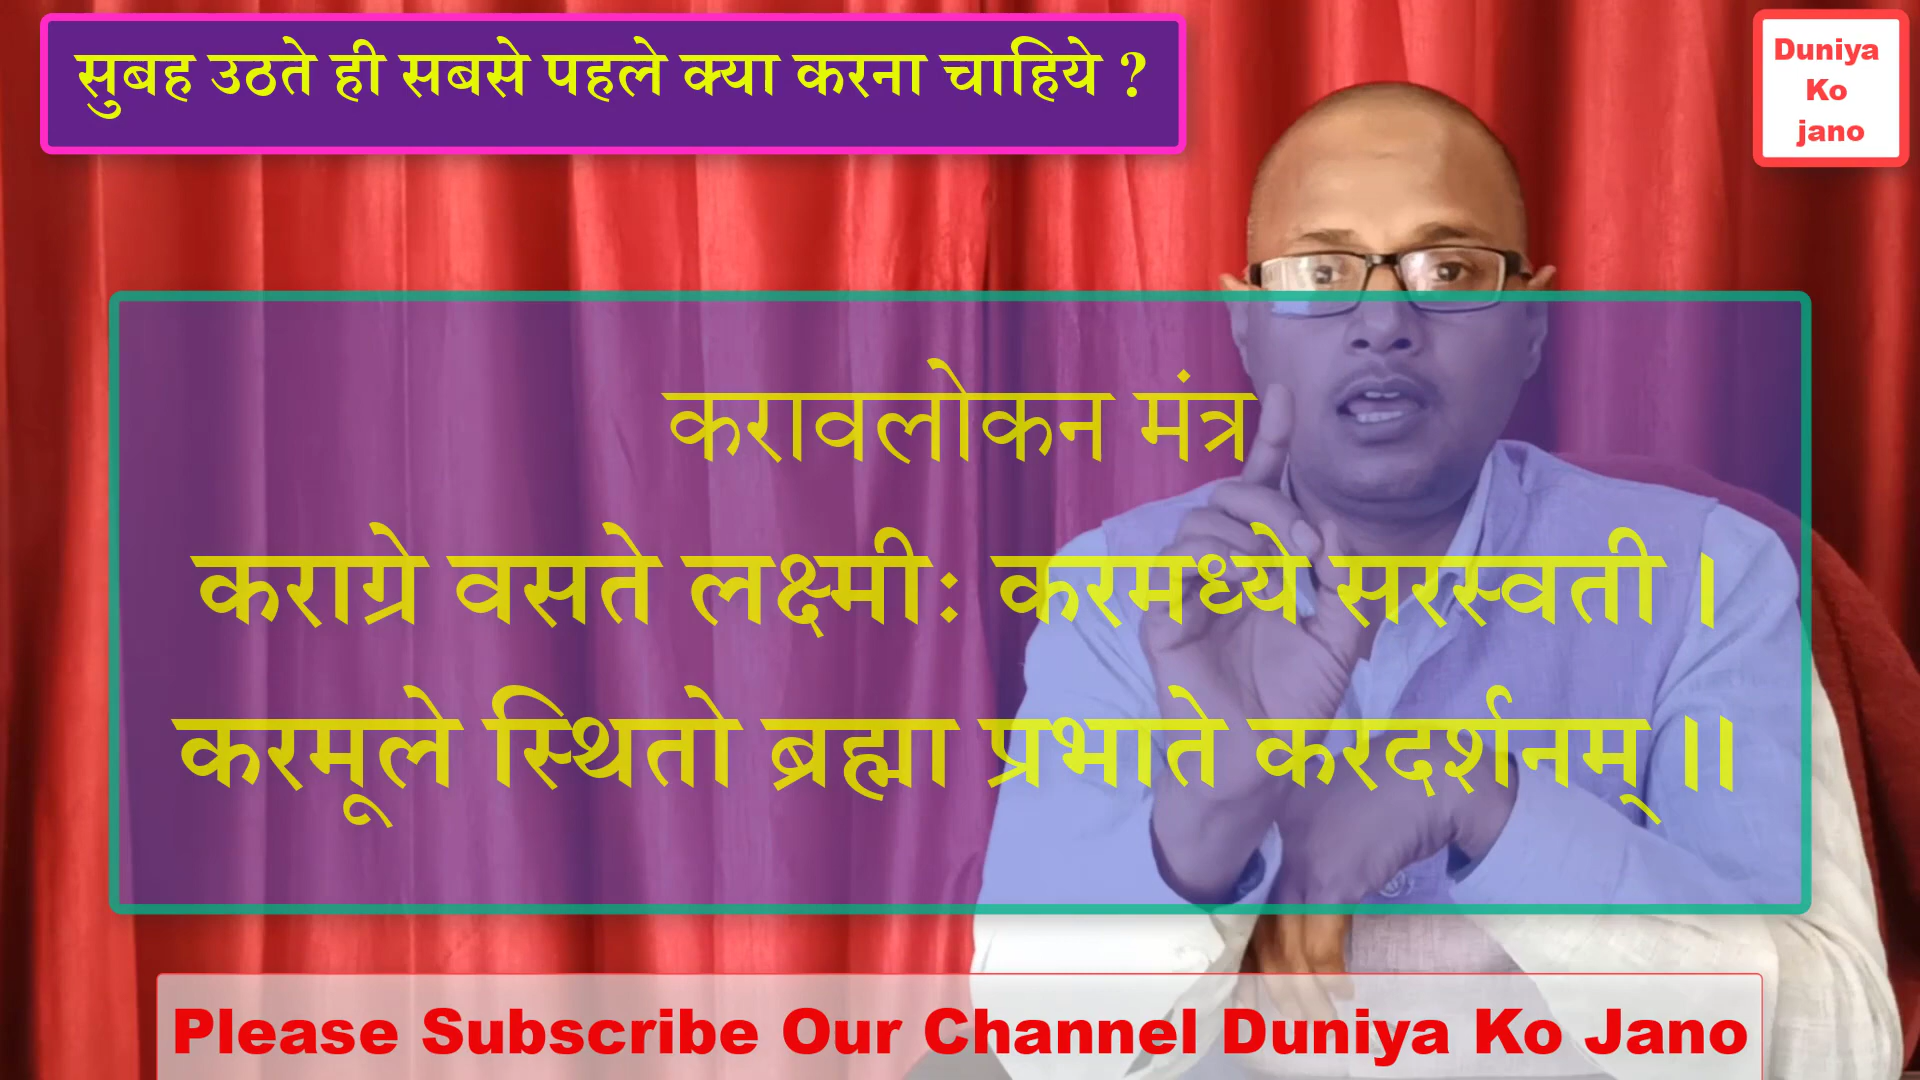 सुबह उठते ही सबसे पहले क्या करना चाहिये ?
Duniya
Ko
jano
करावलोकन मंत्र
कराग्रे वसते लक्ष्मीः करमध्ये सरस्वती ।
करमूले स्थितो ब्रह्मा प्रभाते करदर्शनम् ।।
Please Subscribe Our Channel Duniya Ko Jano